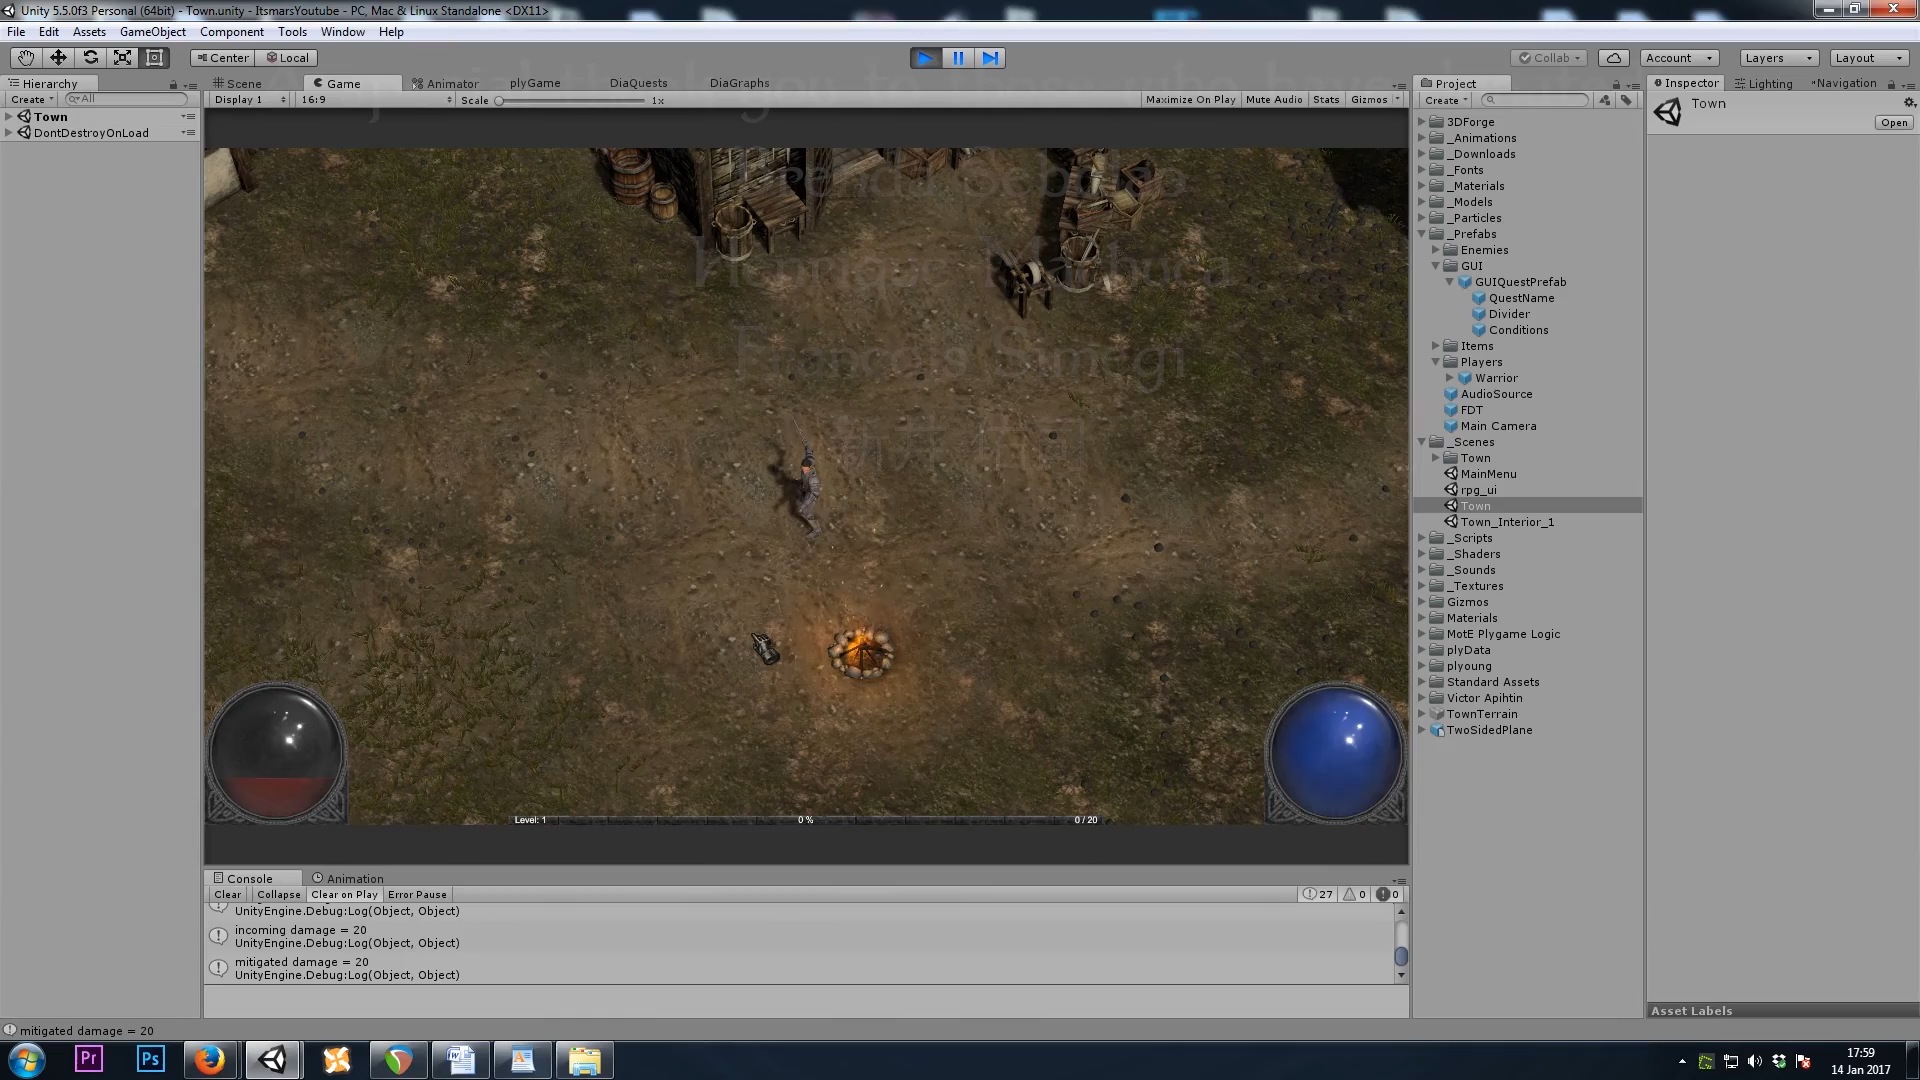 Unity 5.5.0f3 Personal (64bit) - Town.unity - ItsmarsYoutube - PC, Mac & Linux Standalone <DX11>
File Edit Assets GameObject Component Tools Window Help
Center Local
Collab Account Layers Layout
Hierarchy
Create All
Town
DontDestroyOnLoad
Scene Game Animator plyGame DiaQuests DiaGraphs
Display 1 16:9 Scale 1x Maximize On Play Mute Audio Stats Gizmos
Level: 1 0 % 0 / 20
Console Animation
Clear Collapse Clear on Play Error Pause 27 0 0
UnityEngine.Debug:Log(Object, Object)
incoming damage = 20
UnityEngine.Debug:Log(Object, Object)
mitigated damage = 20
UnityEngine.Debug:Log(Object, Object)
Project
Create
3DForge
_Animations
_Downloads
_Fonts
_Materials
_Models
_Particles
_Prefabs
Enemies
GUI
GUIQuestPrefab
QuestName
Divider
Conditions
Items
Players
Warrior
AudioSource
FDT
Main Camera
_Scenes
Town
MainMenu
rpg_ui
Town
Town_Interior_1
_Scripts
_Shaders
_Sounds
_Textures
Gizmos
Materials
MotE Plygame Logic
plyData
plyoung
Standard Assets
Victor Apihtin
TownTerrain
TwoSidedPlane
Inspector Lighting Navigation
Town
Open
Asset Labels
mitigated damage = 20
Pr Ps
17:59
14 Jan 2017